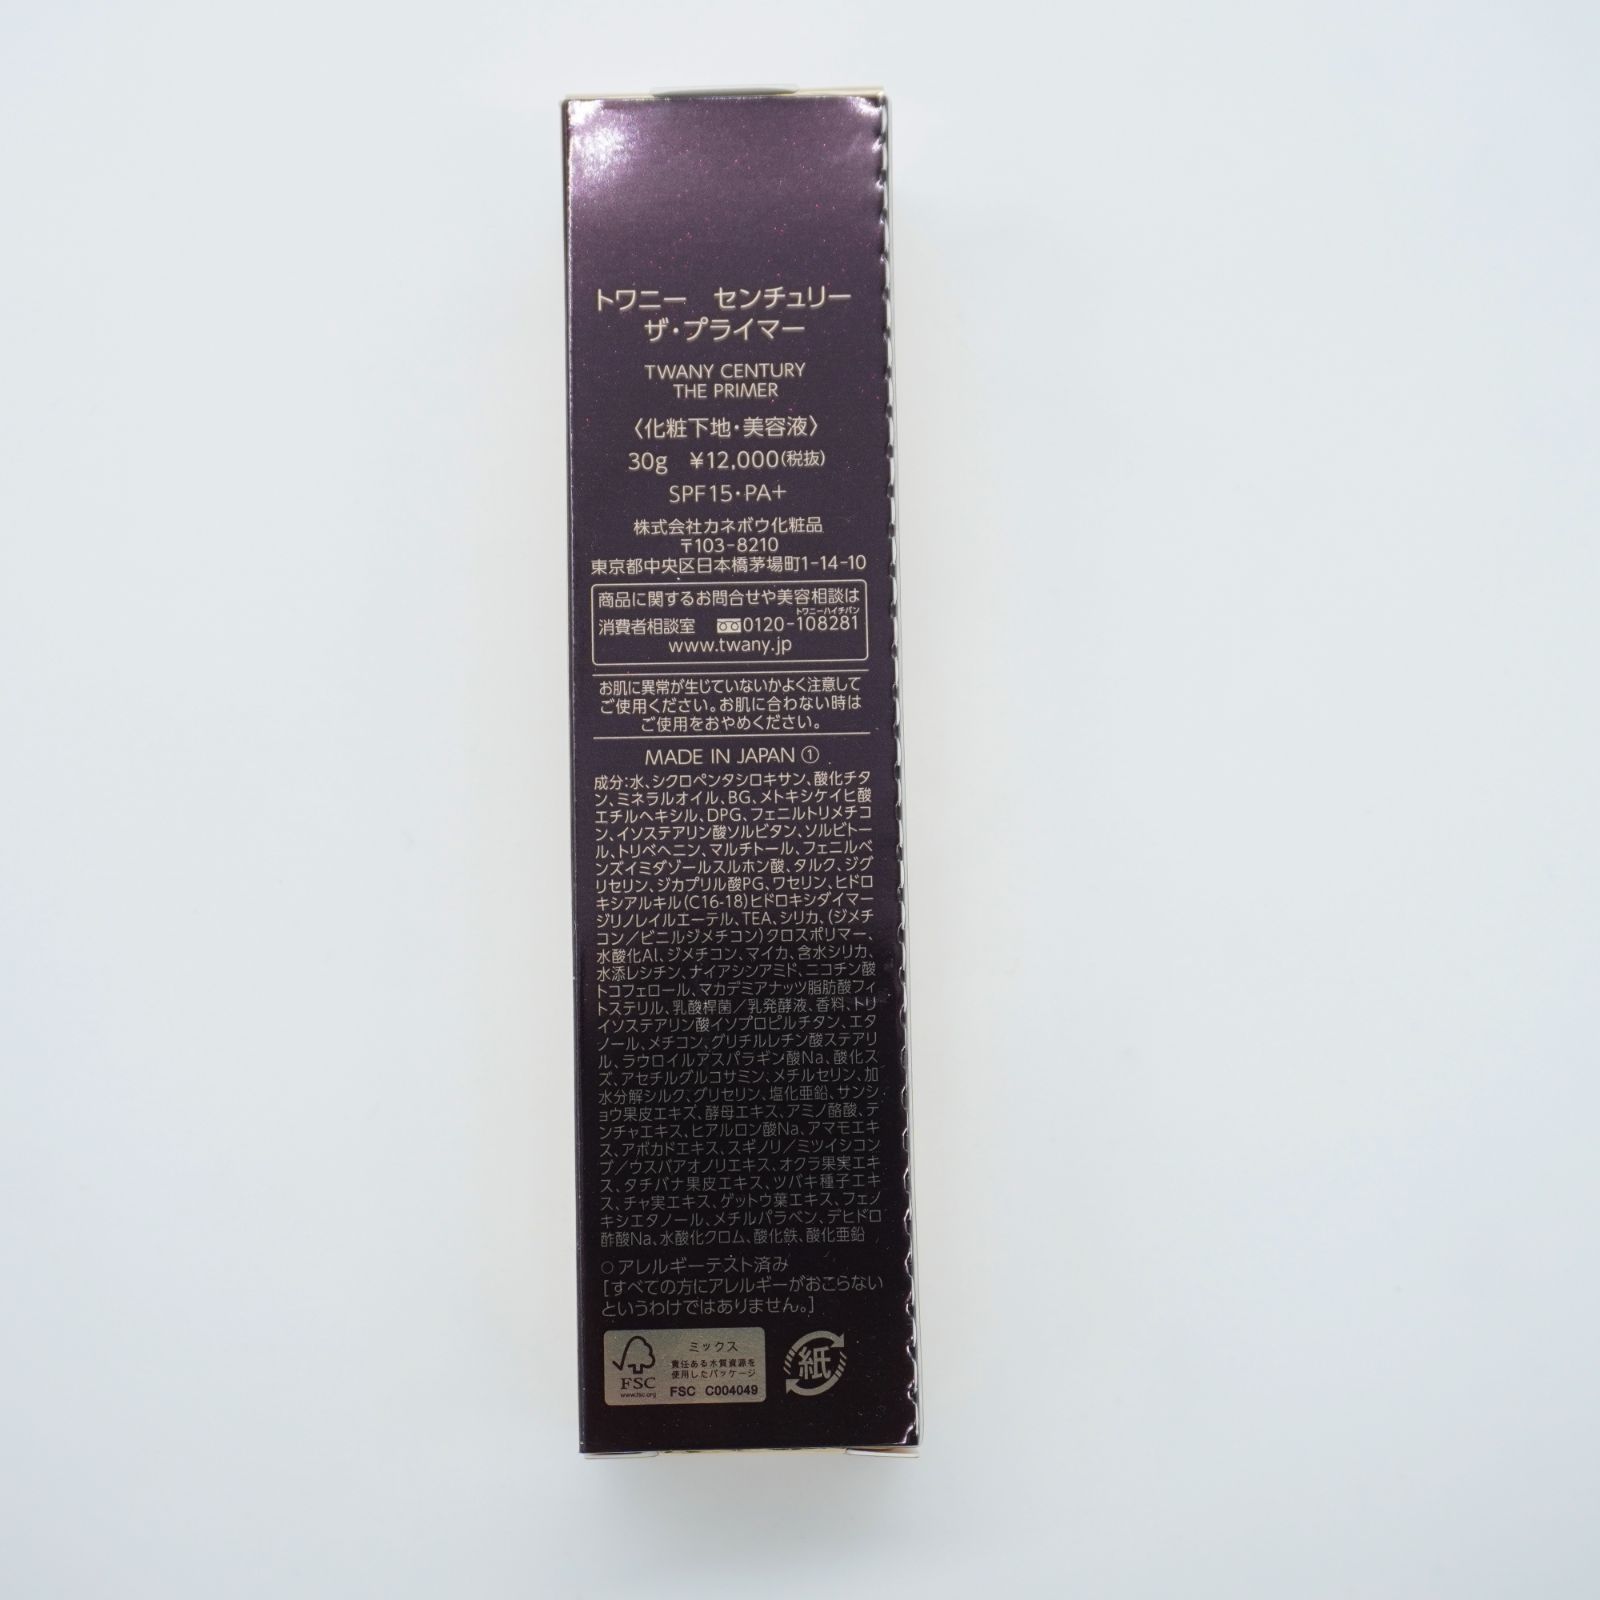 トワニー　センチュリー
ザ・プライマー
TWANY CENTURY
THE PRIMER
〈化粧下地・美容液〉
30g　¥12,000(税抜)
SPF15・PA+
株式会社カネボウ化粧品
〒103-8210
東京都中央区日本橋茅場町1-14-10
商品に関するお問合せや美容相談は
トワニーハイチバン
消費者相談室　0120-108281
www.twany.jp
お肌に異常が生じていないかよく注意して
ご使用ください。お肌に合わない時は
ご使用をおやめください。
MADE IN JAPAN ①
成分:水、シクロペンタシロキサン、酸化チタ
ン、ミネラルオイル、BG、メトキシケイヒ酸
エチルヘキシル、DPG、フェニルトリメチコ
ン、イソステアリン酸ソルビタン、ソルビトー
ル、トリベヘニン、マルチトール、フェニルベ
ンズイミダゾールスルホン酸、タルク、ジグ
リセリン、ジカプリル酸PG、ワセリン、ヒドロ
キシアルキル(C16-18)ヒドロキシダイマー
ジリノレイルエーテル、TEA、シリカ、(ジメチ
コン/ビニルジメチコン)クロスポリマー、
水酸化Al、ジメチコン、マイカ、含水シリカ、
水添レシチン、ナイアシンアミド、ニコチン酸
トコフェロール、マカデミアナッツ脂肪酸フィ
トステリル、乳酸桿菌/乳発酵液、香料、トリ
イソステアリン酸イソプロピルチタン、エタ
ノール、メチコン、グリチルレチン酸ステアリ
ル、ラウロイルアスパラギン酸Na、酸化ス
ズ、アセチルグルコサミン、メチルセリン、加
水分解シルク、グリセリン、塩化亜鉛、サンシ
ョウ果皮エキス、酵母エキス、アミノ酪酸、テ
ンチャエキス、ヒアルロン酸Na、アマモエキ
ス、アボカドエキス、スギノリ/ミツイシコン
ブ/ウスバアオノリエキス、オクラ果実エキ
ス、タチバナ果皮エキス、ツバキ種子エキ
ス、チャ実エキス、ゲットウ葉エキス、フェノ
キシエタノール、メチルパラベン、デヒドロ
酢酸Na、水酸化クロム、酸化鉄、酸化亜鉛
○アレルギーテスト済み
[すべての方にアレルギーがおこらない
というわけではありません。]
ミックス
責任ある木質資源を
使用したパッケージ
FSC
www.fsc.org
FSC C004049
紙